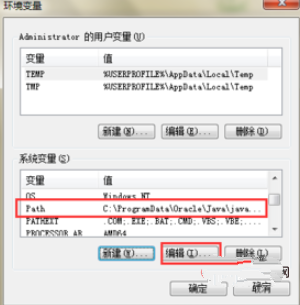 环境变量
Administrator 的用户变量(U)
变量 值
TEMP %USERPROFILE%\AppData\Local\Temp
TMP %USERPROFILE%\AppData\Local\Temp
新建(N)... 编辑(E)... 删除(D)
系统变量(S)
变量 值
OS Windows_NT
Path C:\ProgramData\Oracle\Java\java...
PATHEXT .COM;.EXE;.BAT;.CMD;.VBS;.VBE;...
PROCESSOR_AR AMD64
新建(W)... 编辑(I)... 删除(L)
确定 取消
网